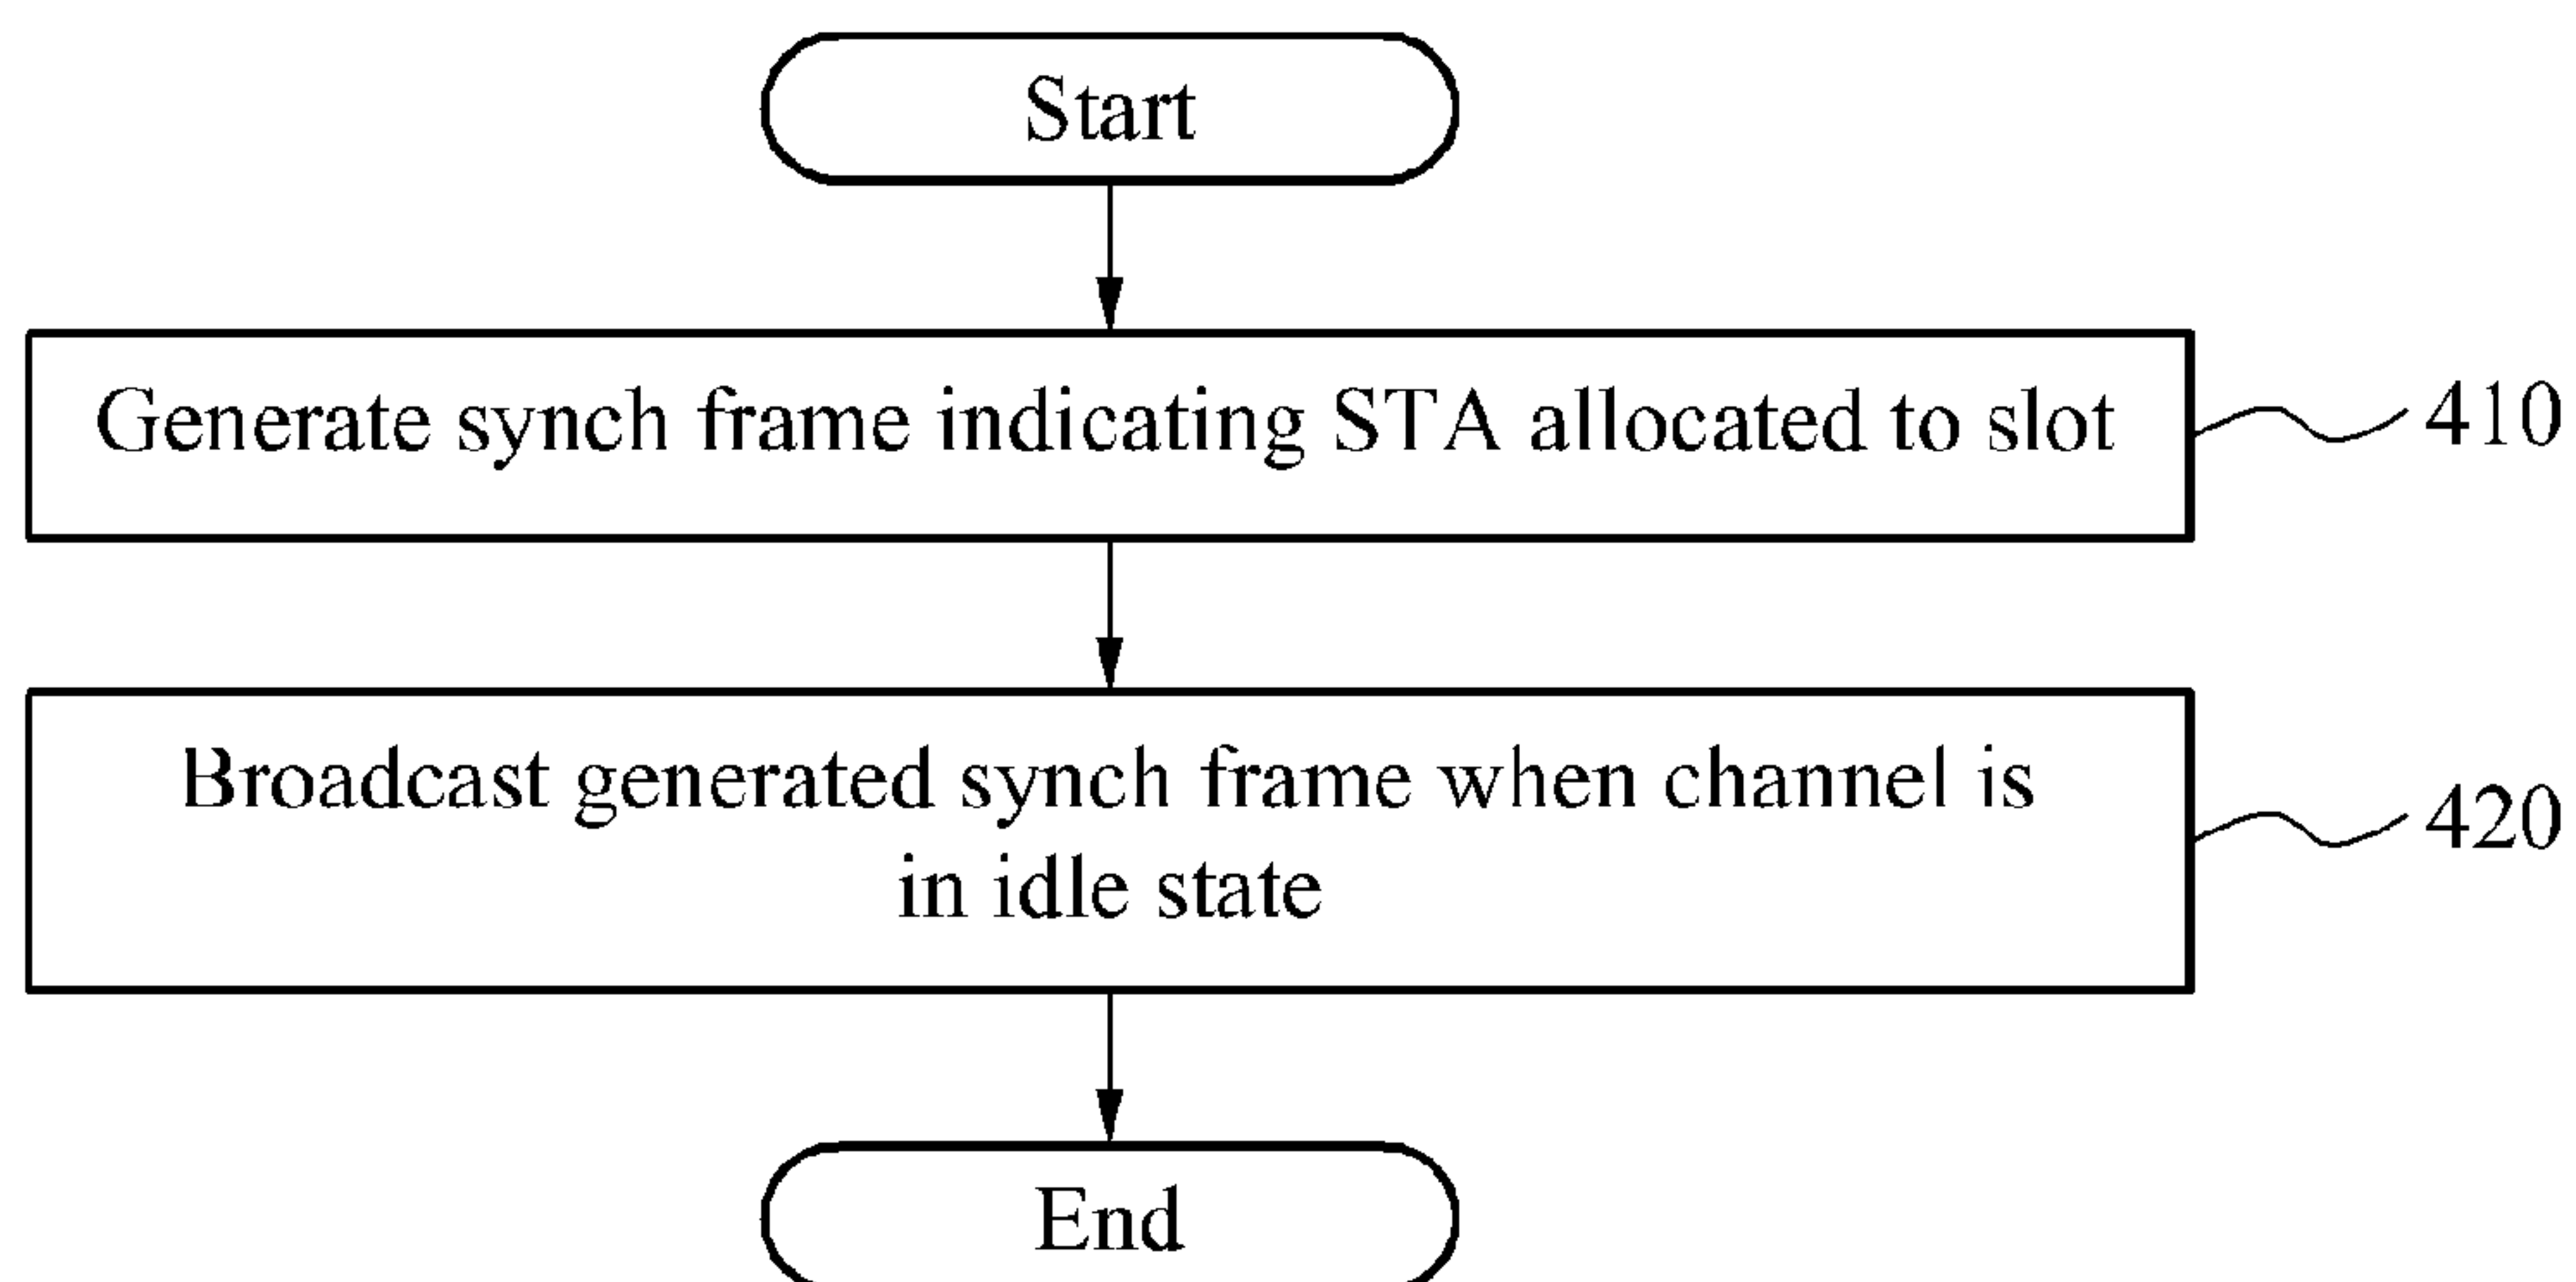 Start
Generate synch frame indicating STA allocated to slot
410
Broadcast generated synch frame when channel is
in idle state
420
End